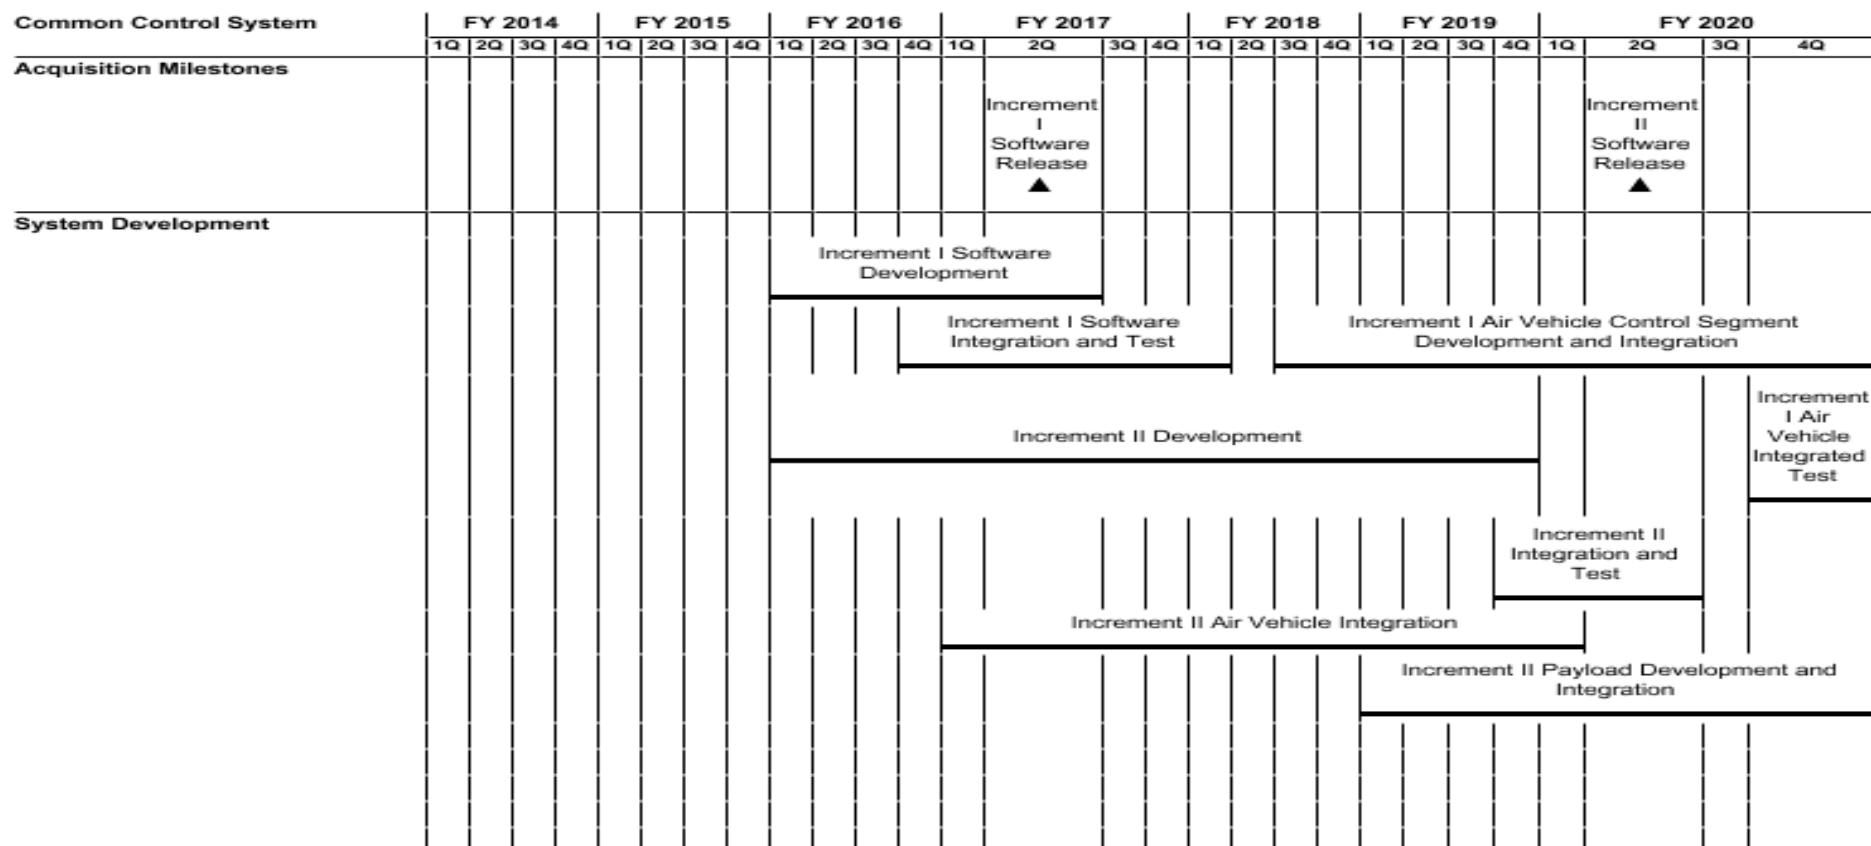 Common Control System FY 2014 FY 2015 FY 2016 FY 2017 FY 2018 FY 2019 FY 2020
1Q 2Q 3Q 4Q 1Q 2Q 3Q 4Q 1Q 2Q 3Q 4Q 1Q 2Q 3Q 4Q 1Q 2Q 3Q 4Q 1Q 2Q 3Q 4Q 1Q 2Q 3Q 4Q
Acquisition Milestones
Increment
I
Software
Release
Increment
II
Software
Release
System Development
Increment I Software
Development
Increment I Software
Integration and Test
Increment I Air Vehicle Control Segment
Development and Integration
Increment II Development
Increment
I Air
Vehicle
Integrated
Test
Increment II
Integration and
Test
Increment II Air Vehicle Integration
Increment II Payload Development and
Integration